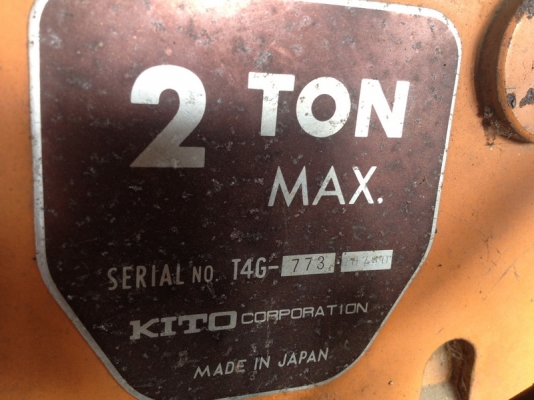 2 TON
MAX.
SERIAL NO T4G-773
KITO CORPORATION
MADE IN JAPAN